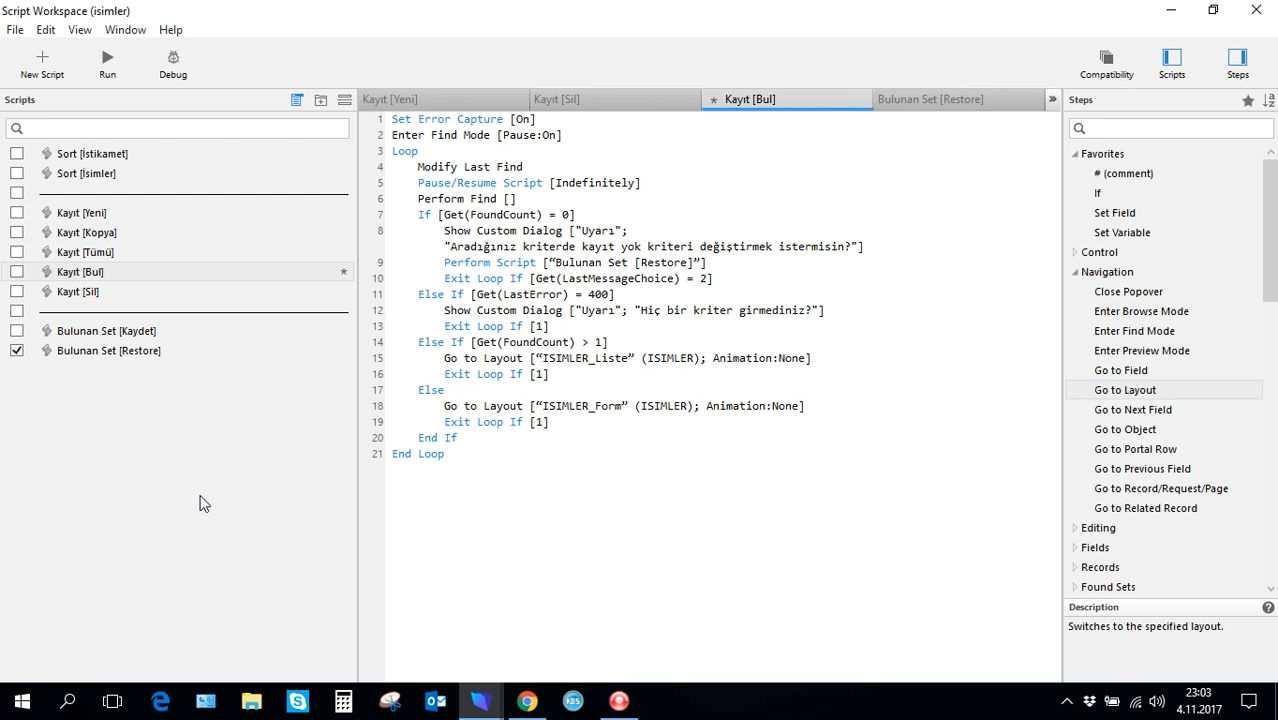 Script Workspace (isimler)
File Edit View Window Help
New Script Run Debug Compatibility Scripts Steps
Scripts
Sort [İstikamet]
Sort [İsimler]
Kayıt [Yeni]
Kayıt [Kopya]
Kayıt [Tümü]
Kayıt [Bul] *
Kayıt [Sil]
Bulunan Set [Kaydet]
Bulunan Set [Restore]
Kayıt [Yeni] Kayıt [Sil] * Kayıt [Bul] Bulunan Set [Restore] »
1 Set Error Capture [On]
2 Enter Find Mode [Pause:On]
3 Loop
4 Modify Last Find
5 Pause/Resume Script [Indefinitely]
6 Perform Find []
7 If [Get(FoundCount) = 0]
8 Show Custom Dialog ["Uyarı";
"Aradığınız kriterde kayıt yok kriteri değiştirmek istermisin?"]
9 Perform Script [“Bulunan Set [Restore]”]
10 Exit Loop If [Get(LastMessageChoice) = 2]
11 Else If [Get(LastError) = 400]
12 Show Custom Dialog ["Uyarı"; "Hiç bir kriter girmediniz?"]
13 Exit Loop If [1]
14 Else If [Get(FoundCount) > 1]
15 Go to Layout [“ISIMLER_Liste” (ISIMLER); Animation:None]
16 Exit Loop If [1]
17 Else
18 Go to Layout [“ISIMLER_Form” (ISIMLER); Animation:None]
19 Exit Loop If [1]
20 End If
21 End Loop
Steps
Favorites
# (comment)
If
Set Field
Set Variable
Control
Navigation
Close Popover
Enter Browse Mode
Enter Find Mode
Enter Preview Mode
Go to Field
Go to Layout
Go to Next Field
Go to Object
Go to Portal Row
Go to Previous Field
Go to Record/Request/Page
Go to Related Record
Editing
Fields
Records
Found Sets
Description
Switches to the specified layout.
KBS
23:03
4.11.2017